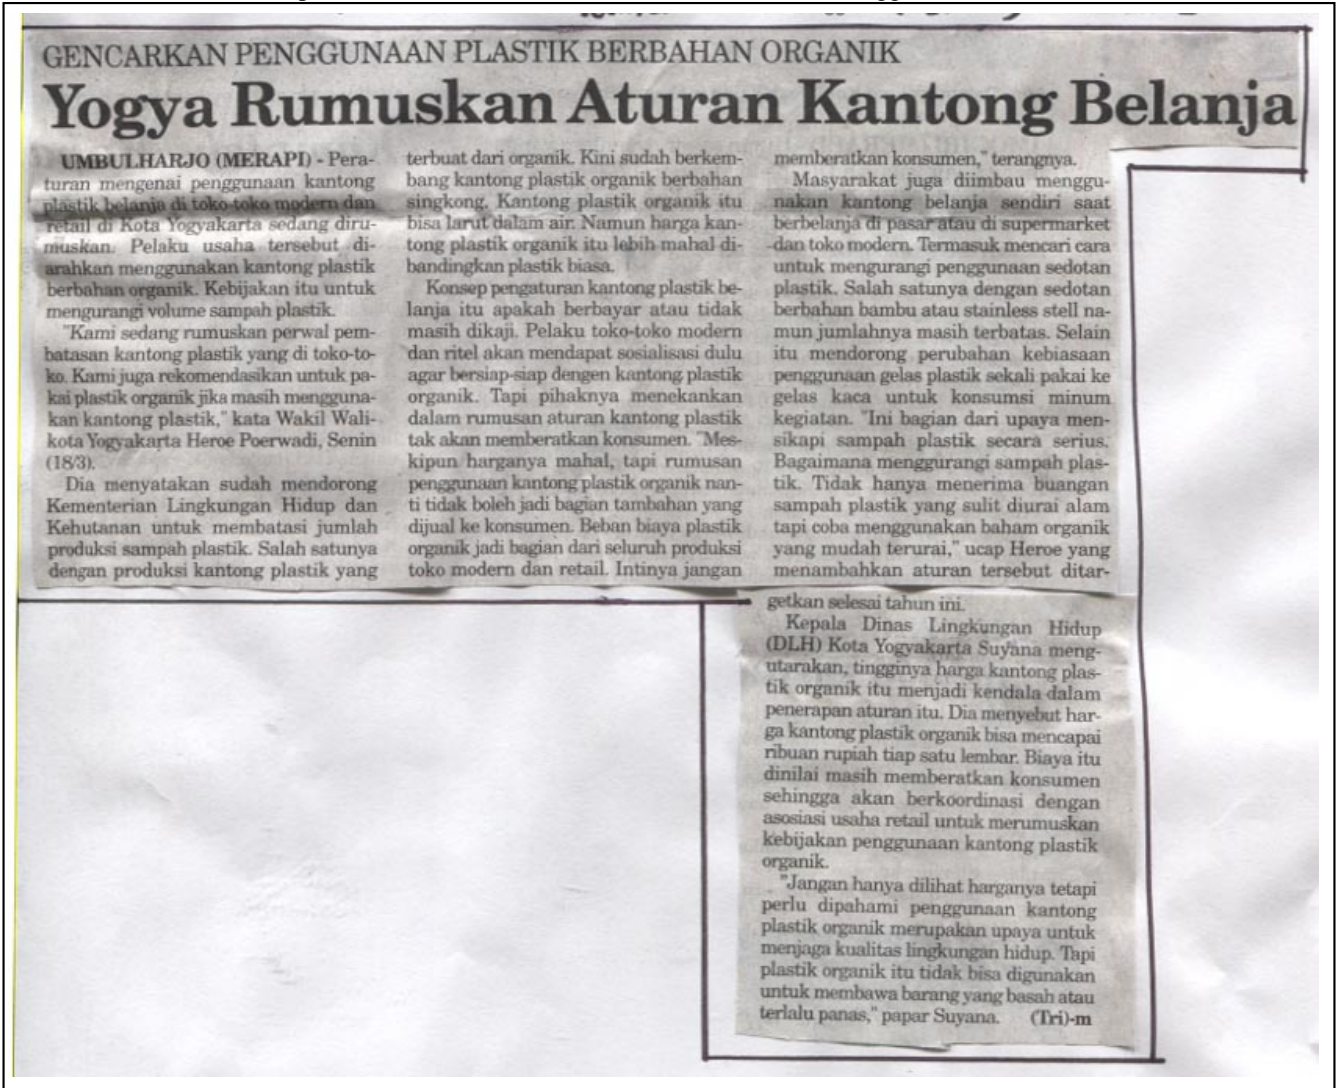 GENCARKAN PENGGUNAAN PLASTIK BERBAHAN ORGANIK
Yogya Rumuskan Aturan Kantong Belanja
UMBULHARJO (MERAPI) - Pera-
turan mengenai penggunaan kantong
plastik belanja di toko-toko modern dan
retail di Kota Yogyakarta sedang diru-
muskan. Pelaku usaha tersebut di-
arahkan menggunakan kantong plastik
berbahan organik. Kebijakan itu untuk
mengurangi volume sampah plastik.
"Kami sedang rumuskan perwal pem-
batasan kantong plastik yang di toko-to-
ko. Kami juga rekomendasikan untuk pa-
kai plastik organik jika masih mengguna-
kan kantong plastik," kata Wakil Wali-
kota Yogyakarta Heroe Poerwadi, Senin
(18/3).
Dia menyatakan sudah mendorong
Kementerian Lingkungan Hidup dan
Kehutanan untuk membatasi jumlah
produksi sampah plastik. Salah satunya
dengan produksi kantong plastik yang
terbuat dari organik. Kini sudah berkem-
bang kantong plastik organik berbahan
singkong. Kantong plastik organik itu
bisa larut dalam air. Namun harga kan-
tong plastik organik itu lebih mahal di-
bandingkan plastik biasa.
Konsep pengaturan kantong plastik be-
lanja itu apakah berbayar atau tidak
masih dikaji. Pelaku toko-toko modern
dan ritel akan mendapat sosialisasi dulu
agar bersiap-siap dengen kantong plastik
organik. Tapi pihaknya menekankan
dalam rumusan aturan kantong plastik
tak akan memberatkan konsumen. "Mes-
kipun harganya mahal, tapi rumusan
penggunaan kantong plastik organik nan-
ti tidak boleh jadi bagian tambahan yang
dijual ke konsumen. Beban biaya plastik
organik jadi bagian dari seluruh produksi
toko modern dan retail. Intinya jangan
memberatkan konsumen," terangnya.
Masyarakat juga diimbau menggu-
nakan kantong belanja sendiri saat
berbelanja di pasar atau di supermarket
dan toko modern. Termasuk mencari cara
untuk mengurangi penggunaan sedotan
plastik. Salah satunya dengan sedotan
berbahan bambu atau stainless stell na-
mun jumlahnya masih terbatas. Selain
itu mendorong perubahan kebiasaan
penggunaan gelas plastik sekali pakai ke
gelas kaca untuk konsumsi minum
kegiatan. "Ini bagian dari upaya men-
sikapi sampah plastik secara serius.
Bagaimana menggurangi sampah plas-
tik. Tidak hanya menerima buangan
sampah plastik yang sulit diurai alam
tapi coba menggunakan baham organik
yang mudah terurai," ucap Heroe yang
menambahkan aturan tersebut ditar-
getkan selesai tahun ini.
Kepala Dinas Lingkungan Hidup
(DLH) Kota Yogyakarta Suyana meng-
utarakan, tingginya harga kantong plas-
tik organik itu menjadi kendala dalam
penerapan aturan itu. Dia menyebut har-
ga kantong plastik organik bisa mencapai
ribuan rupiah tiap satu lembar. Biaya itu
dinilai masih memberatkan konsumen
sehingga akan berkoordinasi dengan
asosiasi usaha retail untuk merumuskan
kebijakan penggunaan kantong plastik
organik.
"Jangan hanya dilihat harganya tetapi
perlu dipahami penggunaan kantong
plastik organik merupakan upaya untuk
menjaga kualitas lingkungan hidup. Tapi
plastik organik itu tidak bisa digunakan
untuk membawa barang yang basah atau
terlalu panas," papar Suyana. (Tri)-m